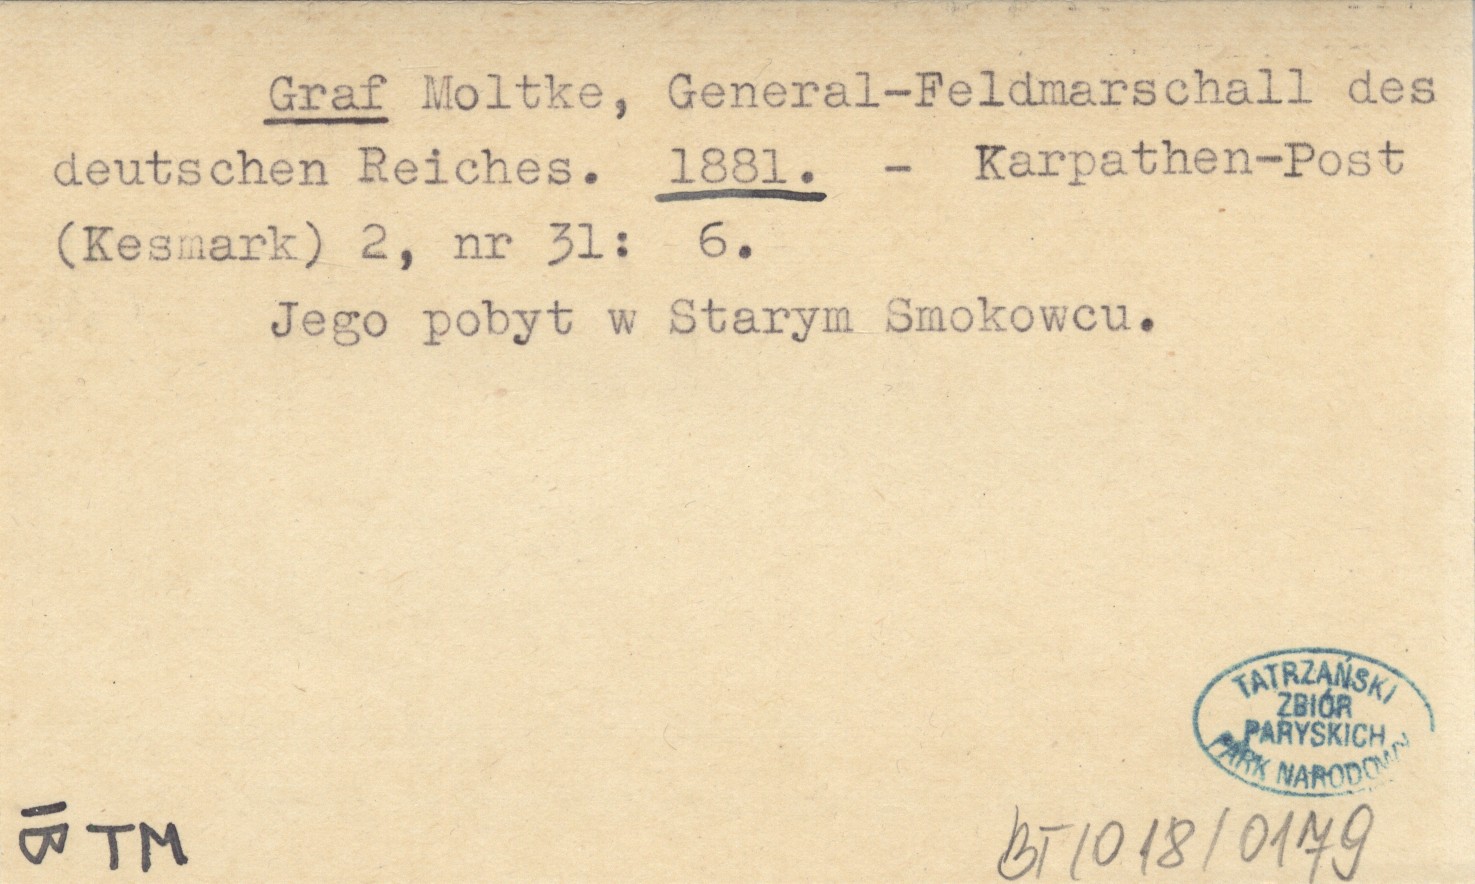 Graf Moltke, General-Feldmarschall des
deutschen Reiches. 1881. - Karpathen-Post
(Kesmark) 2, nr 31: 6.
Jego pobyt w Starym Smokowcu.
TATRZAŃSKI
ZBIÓR
PARYSKICH
PARK NARODOWY
TM
BT/018/0179